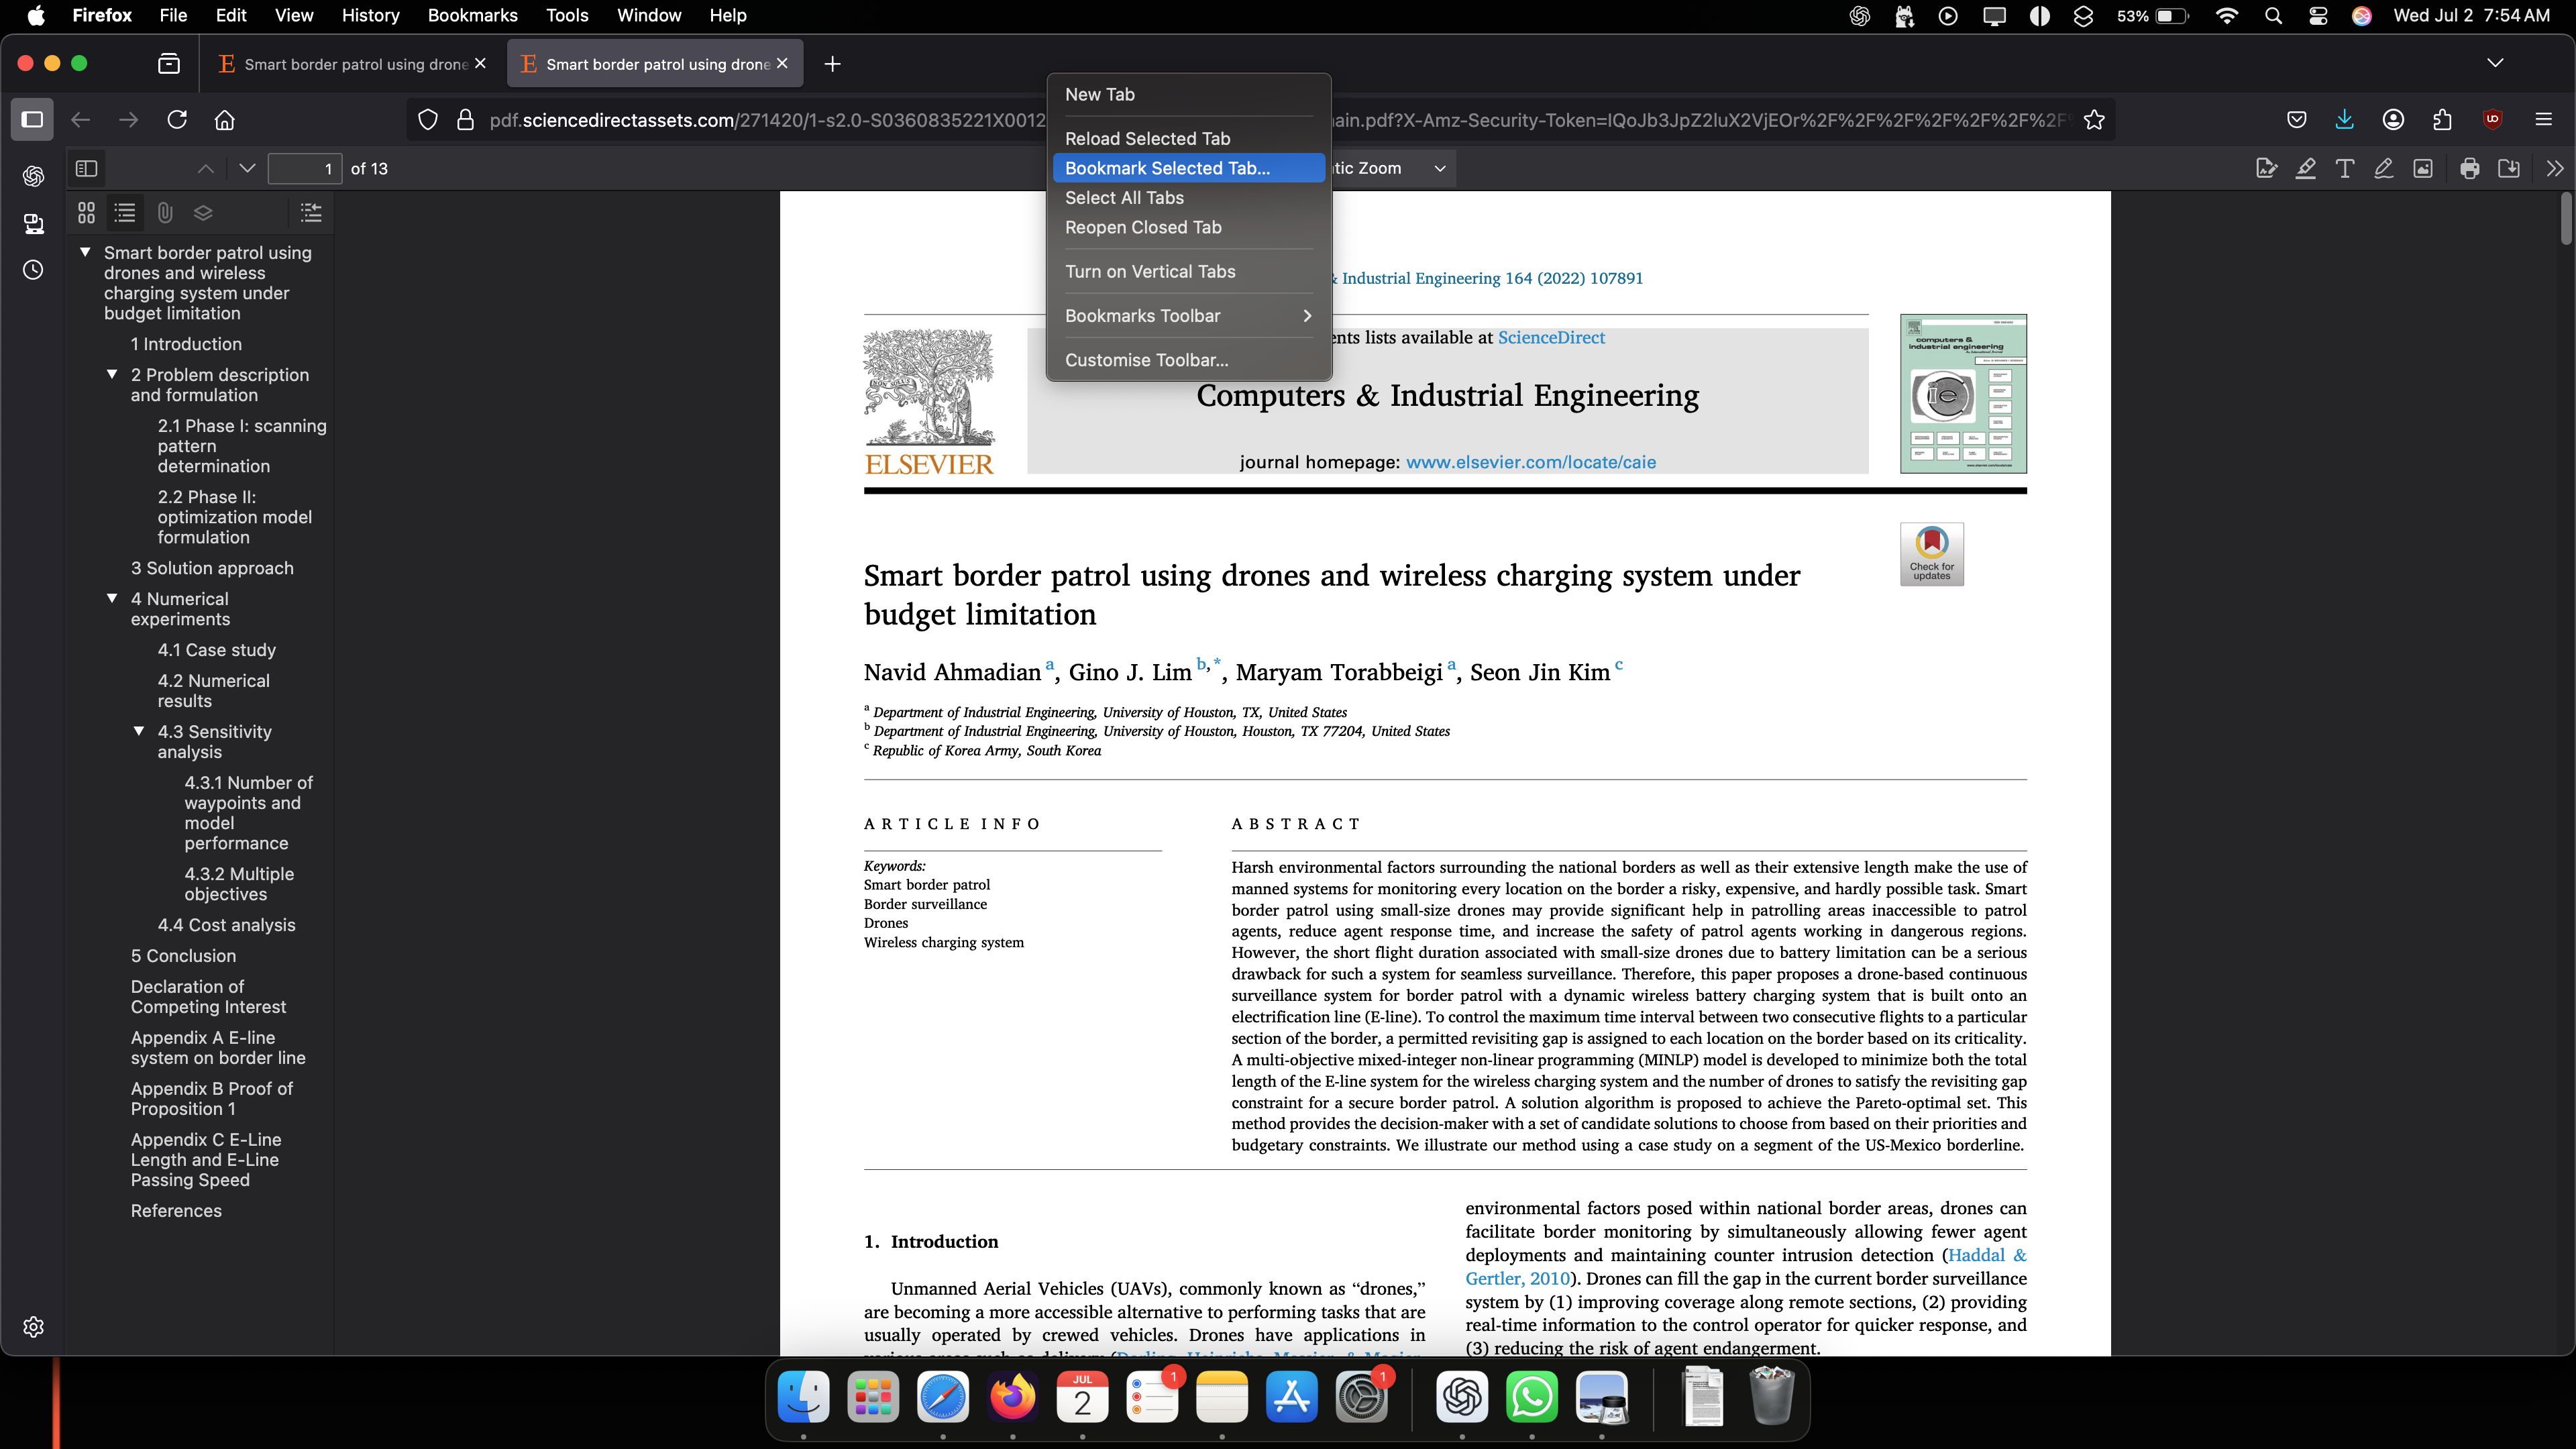 Firefox File Edit View History Bookmarks Tools Window Help 53% Wed Jul 2 7:54 AM
Smart border patrol using drone
Smart border patrol using drone
pdf.sciencedirectassets.com/271420/1-s2.0-S0360835221X0012
ain.pdf?X-Amz-Security-Token=IQoJb3JpZ2luX2VjEOr%2F%2F%2F%2F%2F%2F%2F%2F
1 of 13
tic Zoom
New Tab
Reload Selected Tab
Bookmark Selected Tab...
Select All Tabs
Reopen Closed Tab
Turn on Vertical Tabs
Bookmarks Toolbar
Customise Toolbar...
Smart border patrol using
drones and wireless
charging system under
budget limitation
1 Introduction
2 Problem description
and formulation
2.1 Phase I: scanning
pattern
determination
2.2 Phase II:
optimization model
formulation
3 Solution approach
4 Numerical
experiments
4.1 Case study
4.2 Numerical
results
4.3 Sensitivity
analysis
4.3.1 Number of
waypoints and
model
performance
4.3.2 Multiple
objectives
4.4 Cost analysis
5 Conclusion
Declaration of
Competing Interest
Appendix A E-line
system on border line
Appendix B Proof of
Proposition 1
Appendix C E-Line
Length and E-Line
Passing Speed
References
& Industrial Engineering 164 (2022) 107891
ents lists available at ScienceDirect
Computers & Industrial Engineering
journal homepage: www.elsevier.com/locate/caie
ELSEVIER
computers &
industrial engineering
Check for
updates
Smart border patrol using drones and wireless charging system under
budget limitation
Navid Ahmadian a, Gino J. Lim b,*, Maryam Torabbeigi a, Seon Jin Kim c
a Department of Industrial Engineering, University of Houston, TX, United States
b Department of Industrial Engineering, University of Houston, Houston, TX 77204, United States
c Republic of Korea Army, South Korea
ARTICLE INFO
Keywords:
Smart border patrol
Border surveillance
Drones
Wireless charging system
ABSTRACT
Harsh environmental factors surrounding the national borders as well as their extensive length make the use of
manned systems for monitoring every location on the border a risky, expensive, and hardly possible task. Smart
border patrol using small-size drones may provide significant help in patrolling areas inaccessible to patrol
agents, reduce agent response time, and increase the safety of patrol agents working in dangerous regions.
However, the short flight duration associated with small-size drones due to battery limitation can be a serious
drawback for such a system for seamless surveillance. Therefore, this paper proposes a drone-based continuous
surveillance system for border patrol with a dynamic wireless battery charging system that is built onto an
electrification line (E-line). To control the maximum time interval between two consecutive flights to a particular
section of the border, a permitted revisiting gap is assigned to each location on the border based on its criticality.
A multi-objective mixed-integer non-linear programming (MINLP) model is developed to minimize both the total
length of the E-line system for the wireless charging system and the number of drones to satisfy the revisiting gap
constraint for a secure border patrol. A solution algorithm is proposed to achieve the Pareto-optimal set. This
method provides the decision-maker with a set of candidate solutions to choose from based on their priorities and
budgetary constraints. We illustrate our method using a case study on a segment of the US-Mexico borderline.
1. Introduction
Unmanned Aerial Vehicles (UAVs), commonly known as “drones,”
are becoming a more accessible alternative to performing tasks that are
usually operated by crewed vehicles. Drones have applications in
environmental factors posed within national border areas, drones can
facilitate border monitoring by simultaneously allowing fewer agent
deployments and maintaining counter intrusion detection (Haddal &
Gertler, 2010). Drones can fill the gap in the current border surveillance
system by (1) improving coverage along remote sections, (2) providing
real-time information to the control operator for quicker response, and
(3) reducing the risk of agent endangerment.
JUL
2
1
1